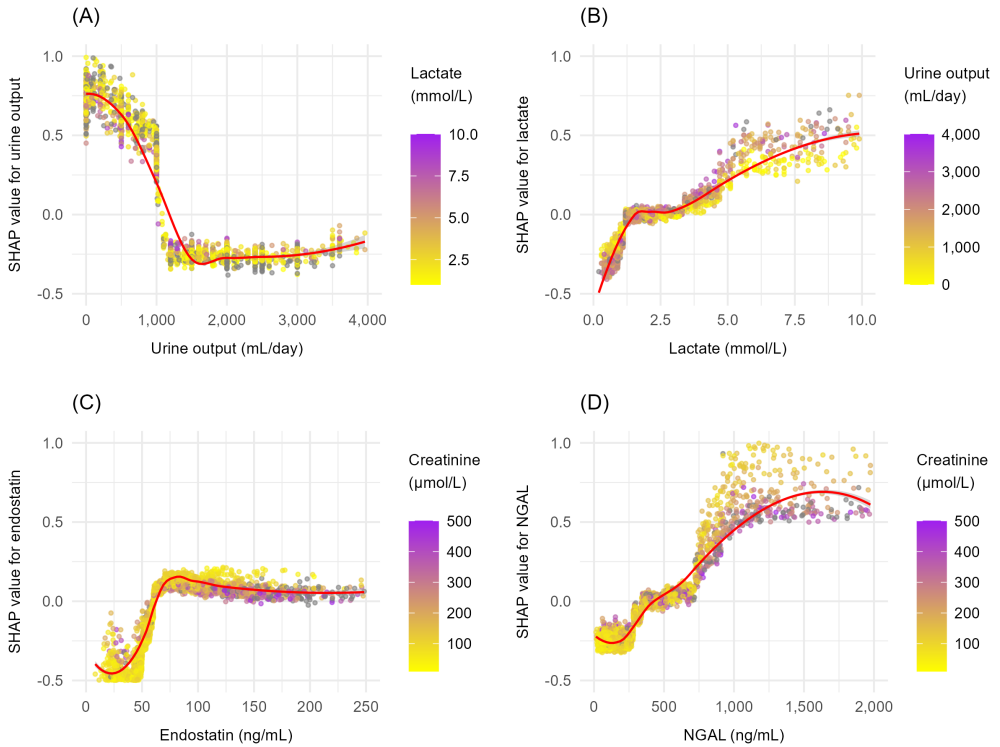 (A)
SHAP value for urine output
1.0
0.5
0.0
-0.5
0
1,000
2,000
3,000
4,000
Urine output (mL/day)
Lactate
(mmol/L)
10.0
7.5
5.0
2.5
(B)
SHAP value for lactate
1.0
0.5
0.0
-0.5
0.0
2.5
5.0
7.5
10.0
Lactate (mmol/L)
Urine output
(mL/day)
4,000
3,000
2,000
1,000
0
(C)
SHAP value for endostatin
1.0
0.5
0.0
-0.5
0
50
100
150
200
250
Endostatin (ng/mL)
Creatinine
(μmol/L)
500
400
300
200
100
(D)
SHAP value for NGAL
1.0
0.5
0.0
-0.5
0
500
1,000
1,500
2,000
NGAL (ng/mL)
Creatinine
(μmol/L)
500
400
300
200
100